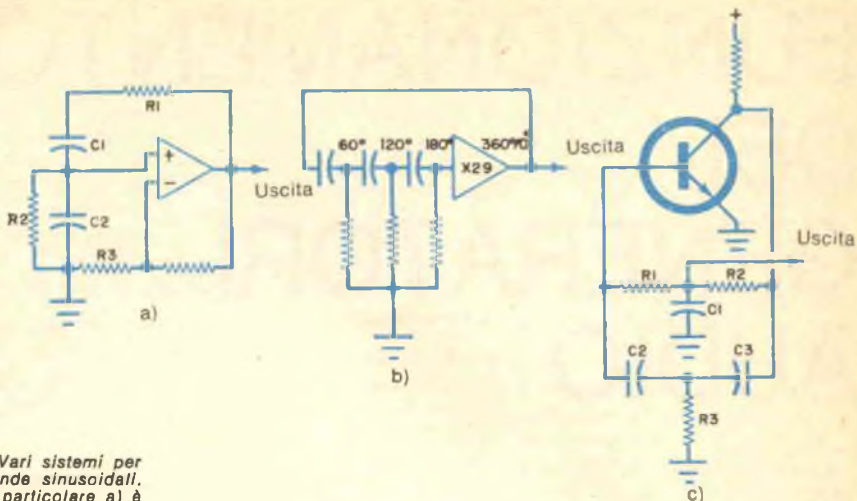 R1
C1
R2
C2
R3
+
−
Uscita
a)
60° 120° 180° 360°/0°
X29
Uscita
b)
+
Uscita
R1
R2
C1
C2
C3
R3
c)
Vari sistemi per
nde sinusoidali.
particolare a) è